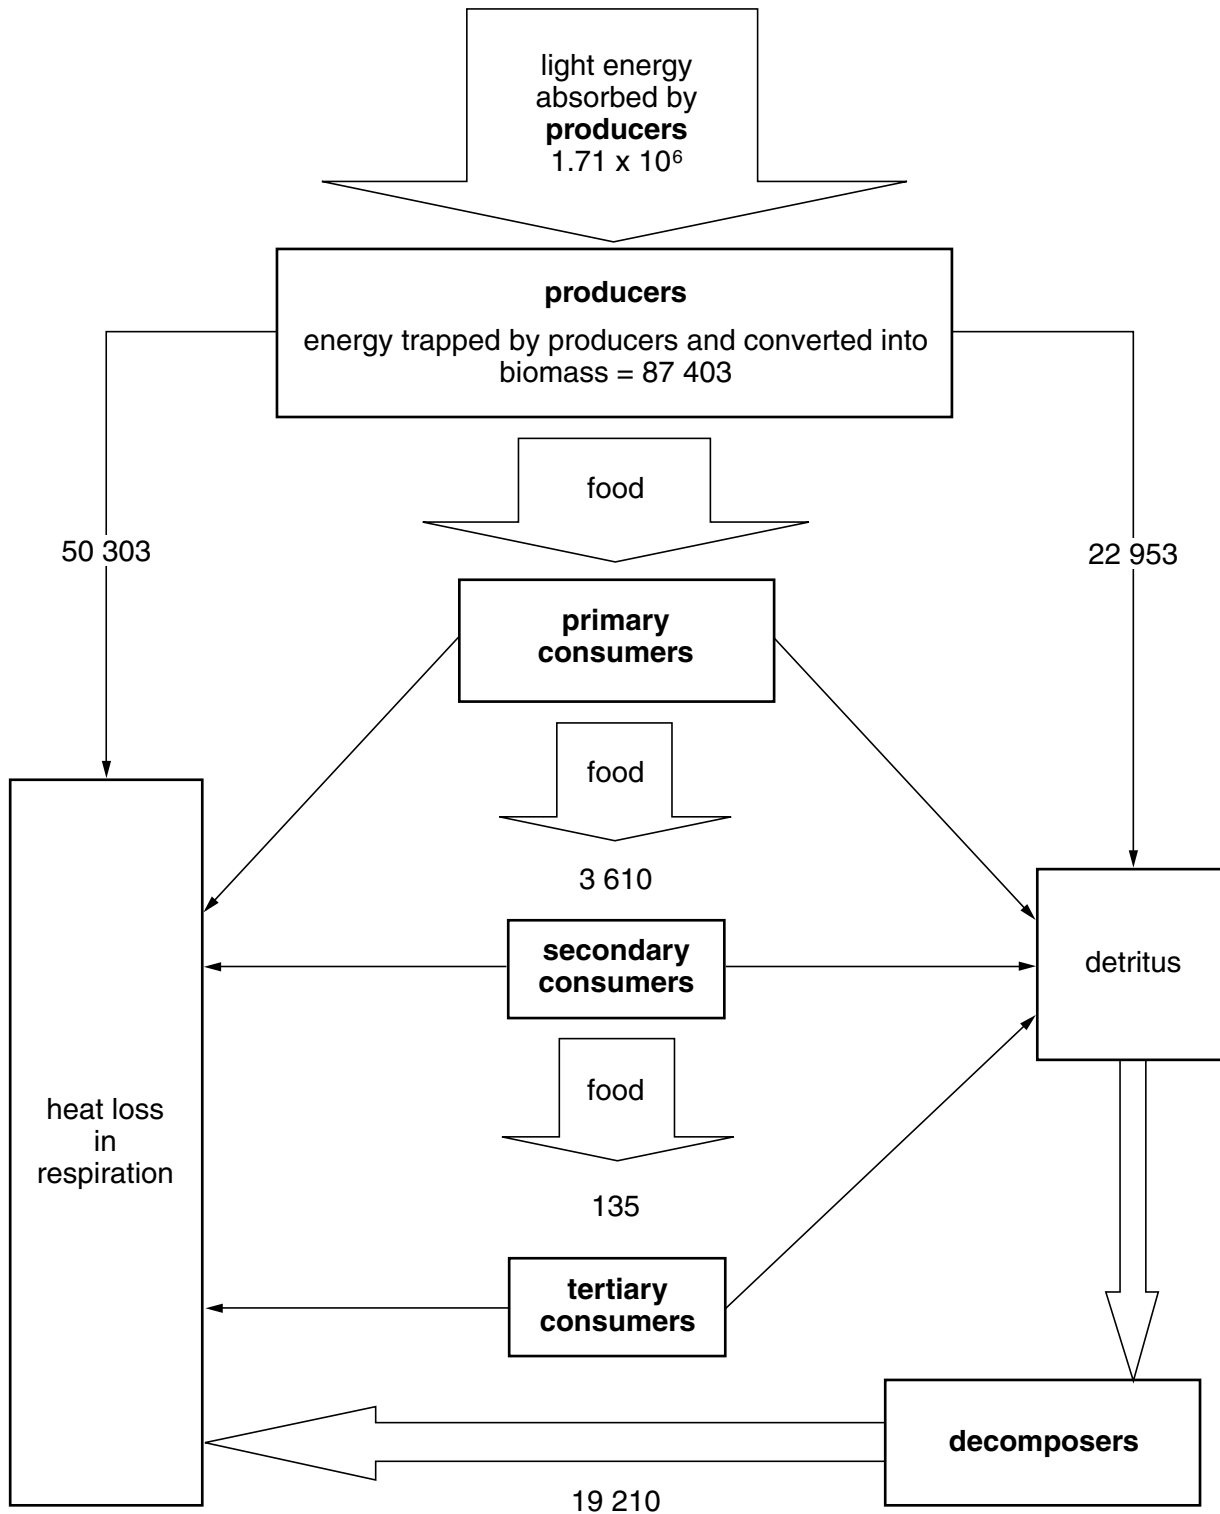 light energy
absorbed by
producers
1.71 x 10⁶
producers
energy trapped by producers and converted into
biomass = 87 403
food
50 303
22 953
primary
consumers
food
3 610
secondary
consumers
detritus
food
heat loss
in
respiration
135
tertiary
consumers
decomposers
19 210